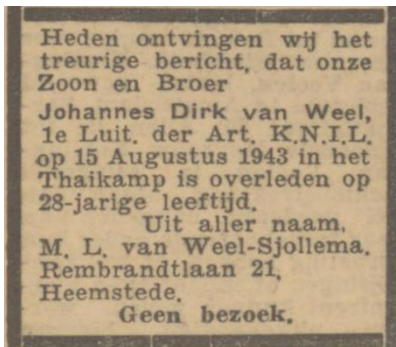 Heden ontvingen wij het
treurige bericht, dat onze
Zoon en Broer
Johannes Dirk van Weel,
1e Luit. der Art. K.N.I.L.
op 15 Augustus 1943 in het
Thaikamp is overleden op
28-jarige leeftijd.
Uit aller naam,
M. L. van Weel-Sjollema.
Rembrandtlaan 21,
Heemstede.
Geen bezoek.